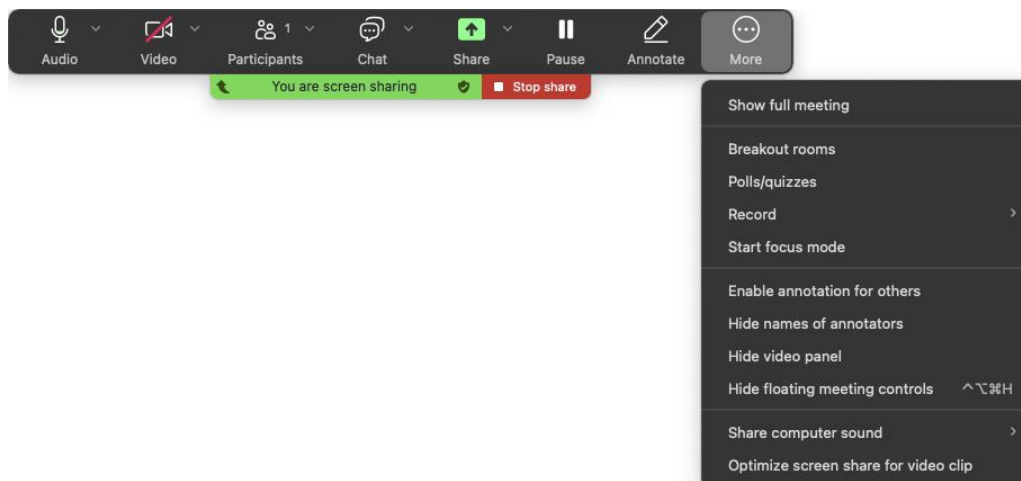 1
Audio Video Participants Chat Share Pause Annotate More
You are screen sharing Stop share
Show full meeting
Breakout rooms
Polls/quizzes
Record
Start focus mode
Enable annotation for others
Hide names of annotators
Hide video panel
Hide floating meeting controls ^⌥⌘H
Share computer sound
Optimize screen share for video clip